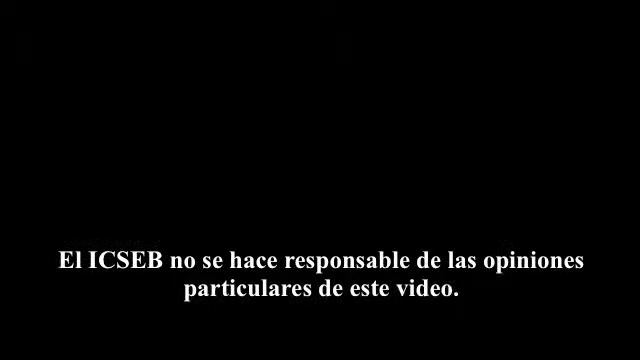 El ICSEB no se hace responsable de las opiniones
particulares de este video.